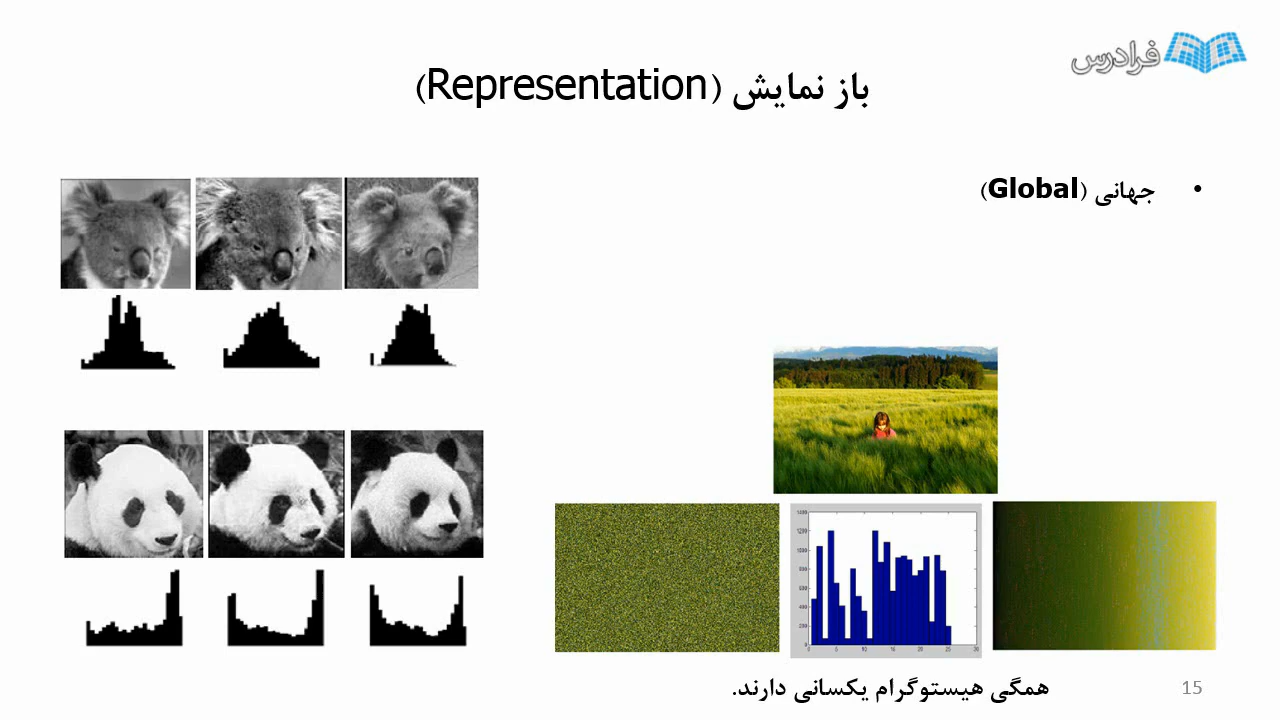 فرادرس
باز نمایش (Representation)
• جهانی (Global)
همگی هیستوگرام یکسانی دارند.
15